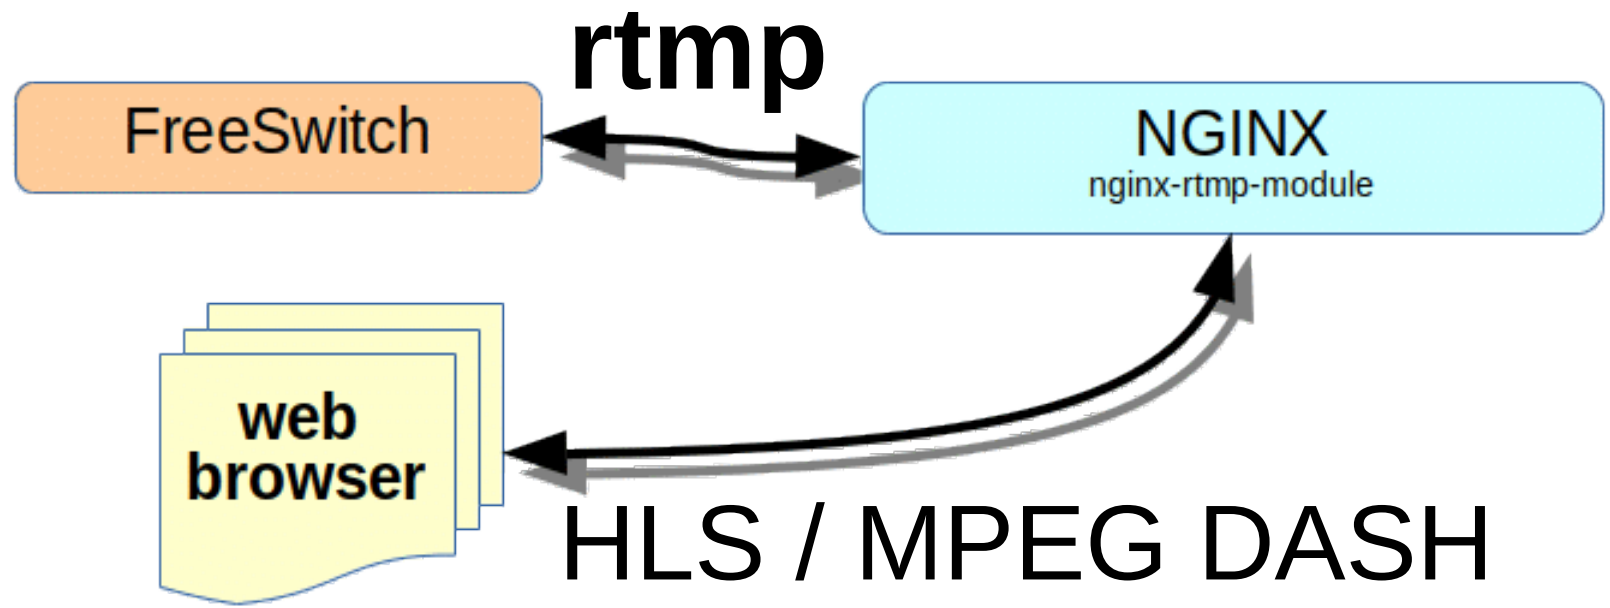 rtmp
FreeSwitch
NGINX
nginx-rtmp-module
web
browser
HLS / MPEG DASH